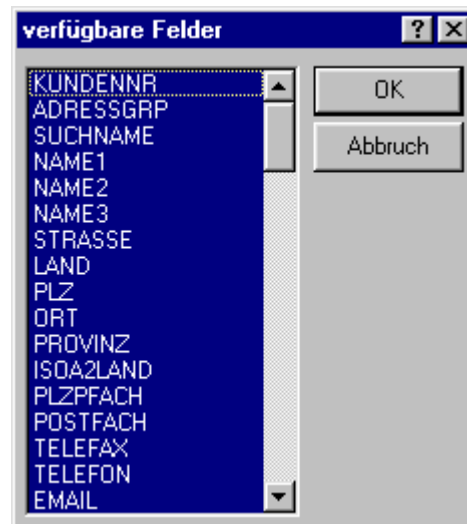 verfügbare Felder
KUNDENNR
ADRESSGRP
SUCHNAME
NAME1
NAME2
NAME3
STRASSE
LAND
PLZ
ORT
PROVINZ
ISOA2LAND
PLZPFACH
POSTFACH
TELEFAX
TELEFON
EMAIL
OK
Abbruch